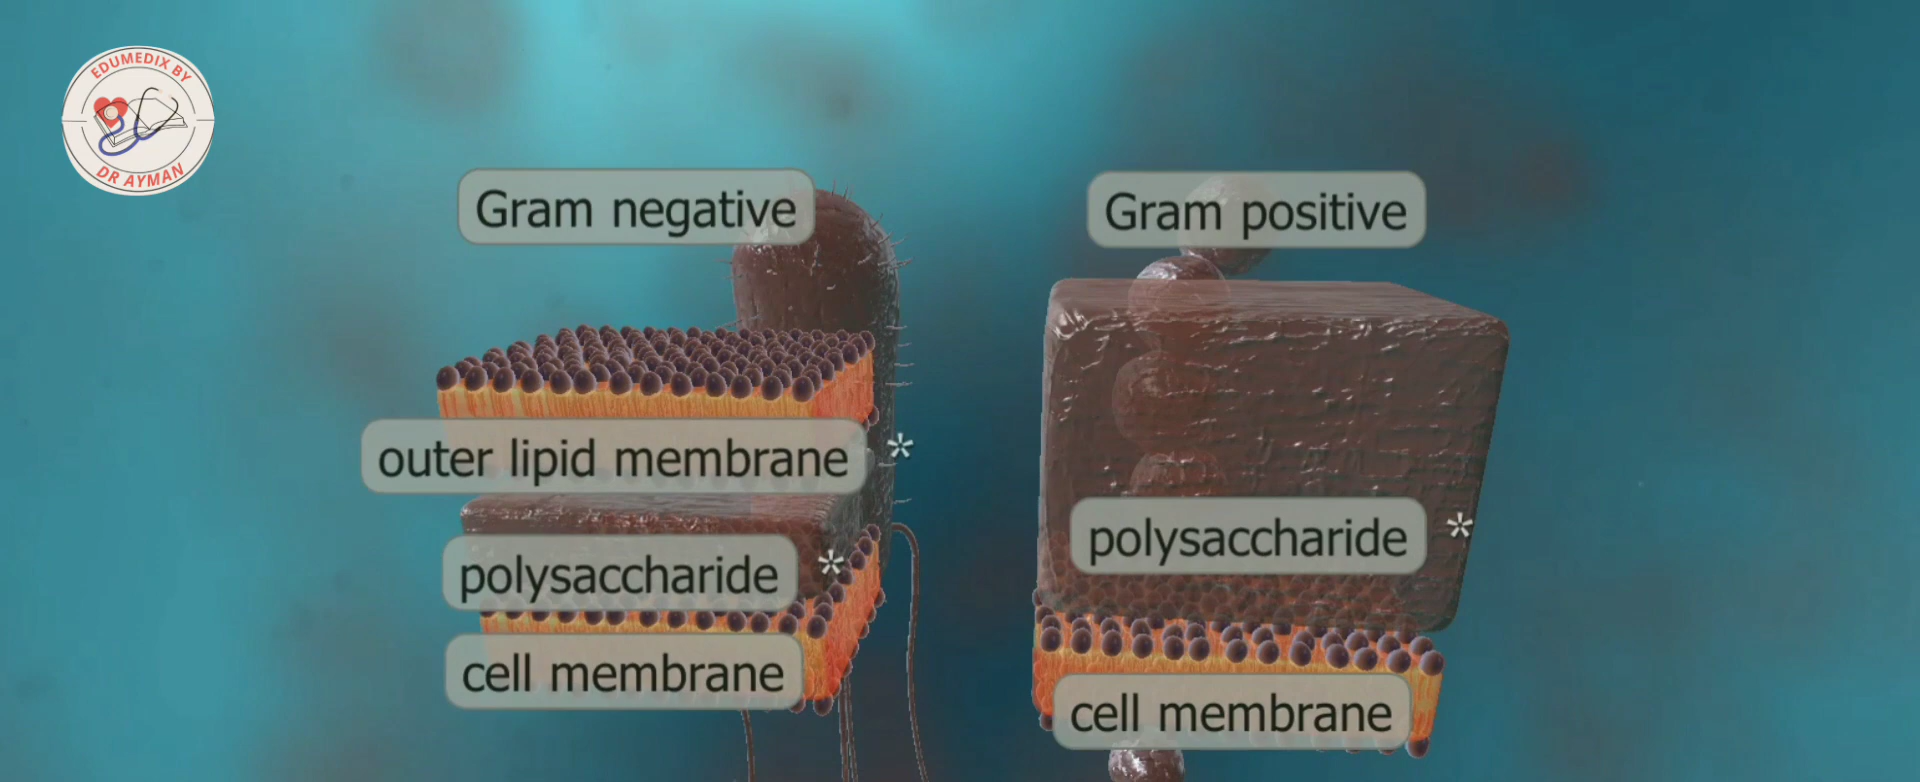 EDUMEDIX BY
DR AYMAN
Gram negative
outer lipid membrane *
polysaccharide *
cell membrane
Gram positive
polysaccharide *
cell membrane